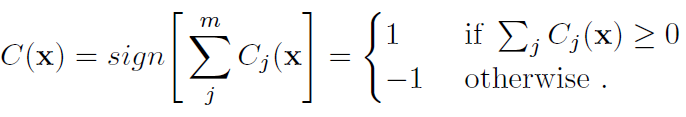 C(𝐱) = sign[∑_j^m C_j(𝐱] = { 1 if ∑_j C_j(𝐱) ≥ 0
−1 otherwise .